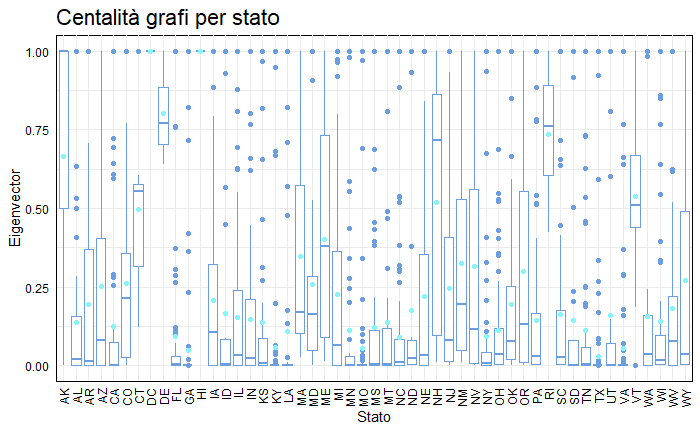 Centalità grafi per stato
Eigenvector
1.00
0.75
0.50
0.25
0.00
AK AL AR AZ CA CO CT DC DE FL GA HI IA ID IL IN KS KY LA MA MD ME MI MN MO MS MT NC ND NE NH NJ NM NV NY OH OK OR PA RI SC SD TN TX UT VA VT WA WI WV WY
Stato